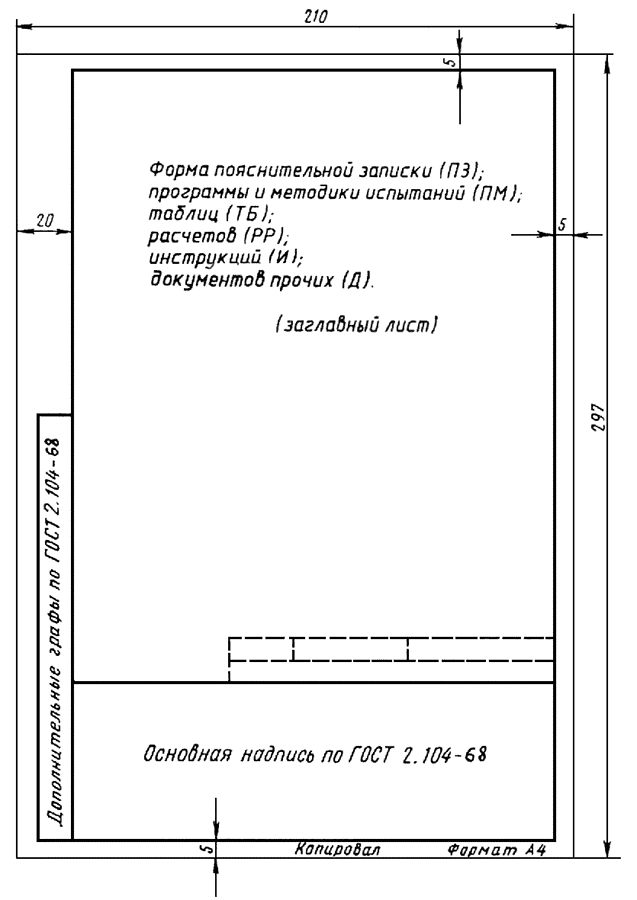 210
5
Форма пояснительной записки (ПЗ);
программы и методики испытаний (ПМ);
таблиц (ТБ);
20
5
расчетов (РР);
инструкций (И);
документов прочих (Д).
(заглавный лист)
297
Дополнительные графы по ГОСТ 2.104-68
Основная надпись по ГОСТ 2.104-68
5
Копировал
Формат А4